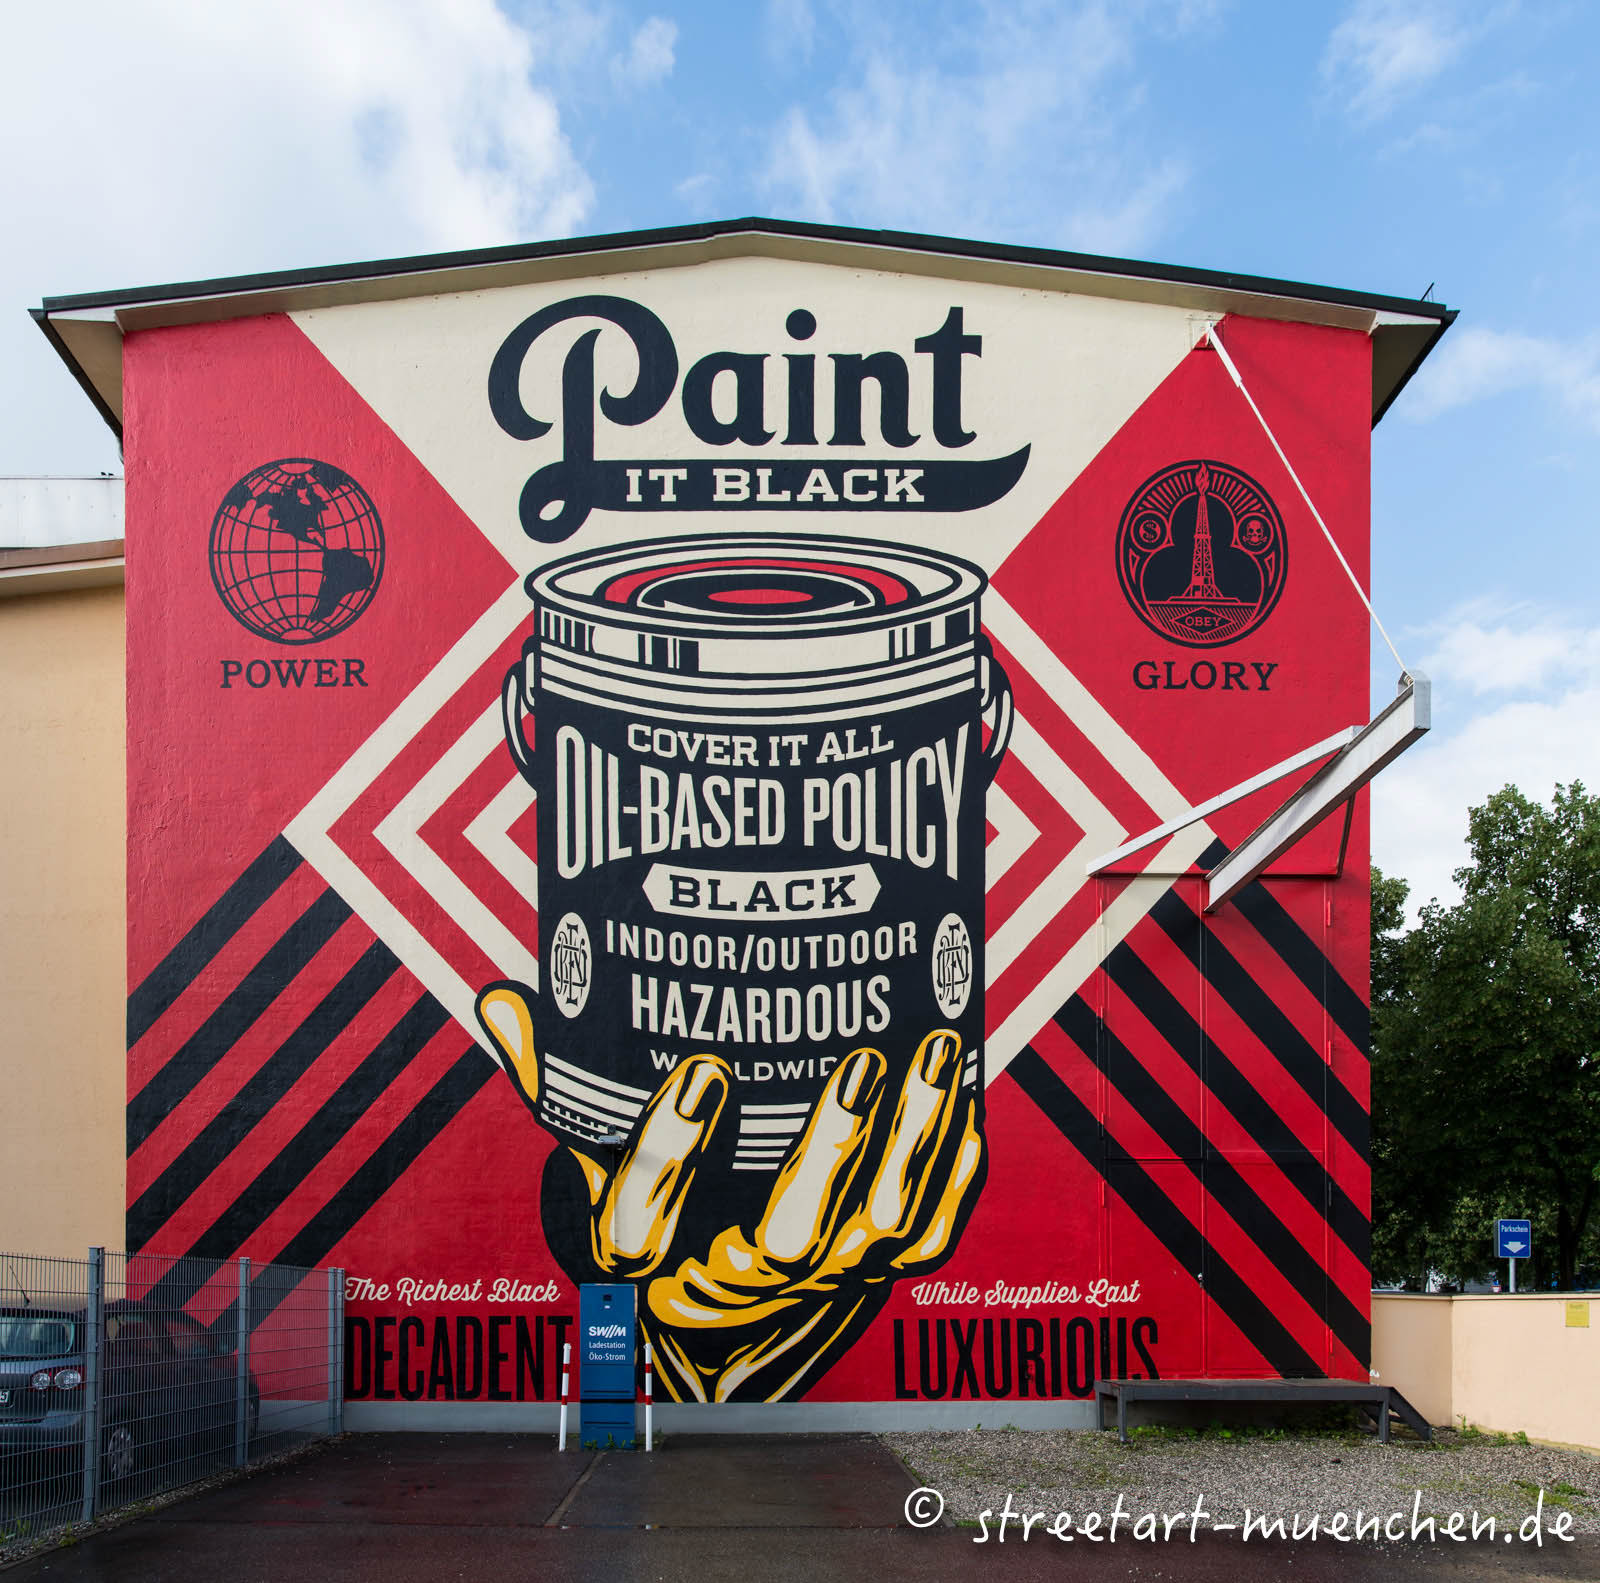 Paint
IT BLACK
POWER
GLORY
OBEY
COVER IT ALL
OIL-BASED POLICY
BLACK
INDOOR/OUTDOOR
HAZARDOUS
The Richest Black
DECADENT
While Supplies Last
LUXURIOUS
SW//M
Ladestation
Öko-Strom
Parkschein
© streetart-muenchen.de